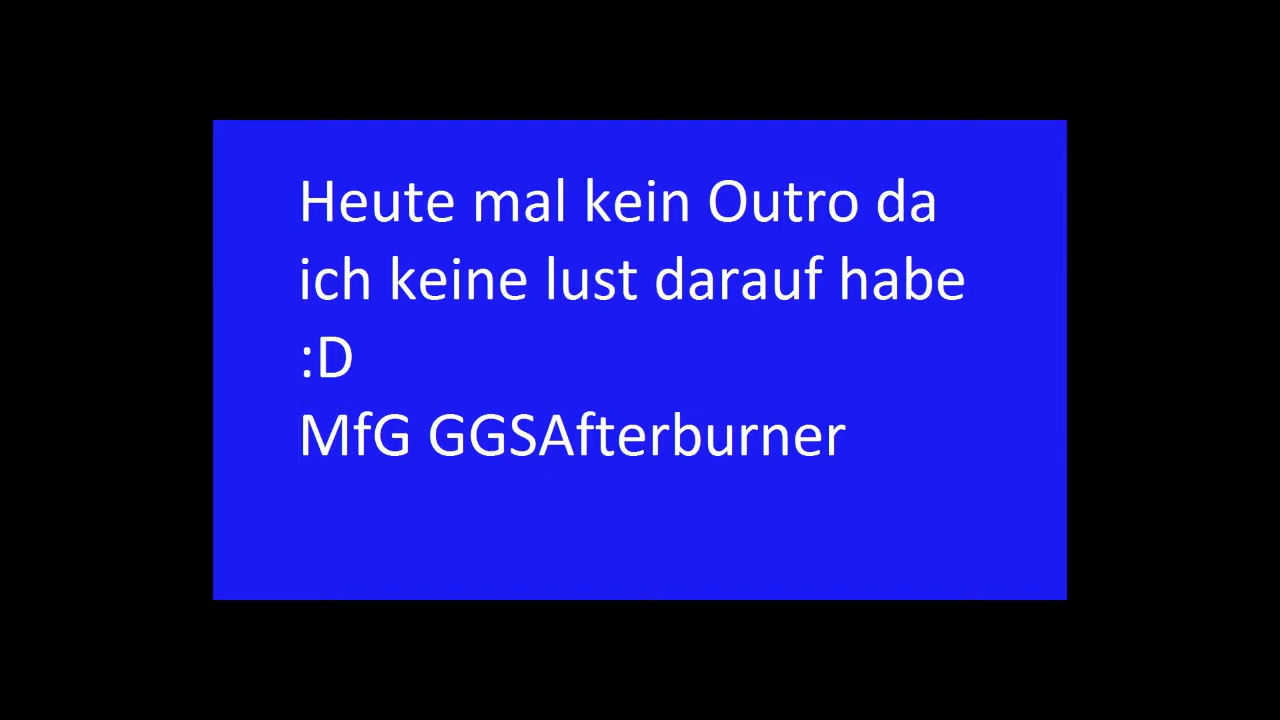 Heute mal kein Outro da
ich keine lust darauf habe
:D
MfG GGSAfterburner